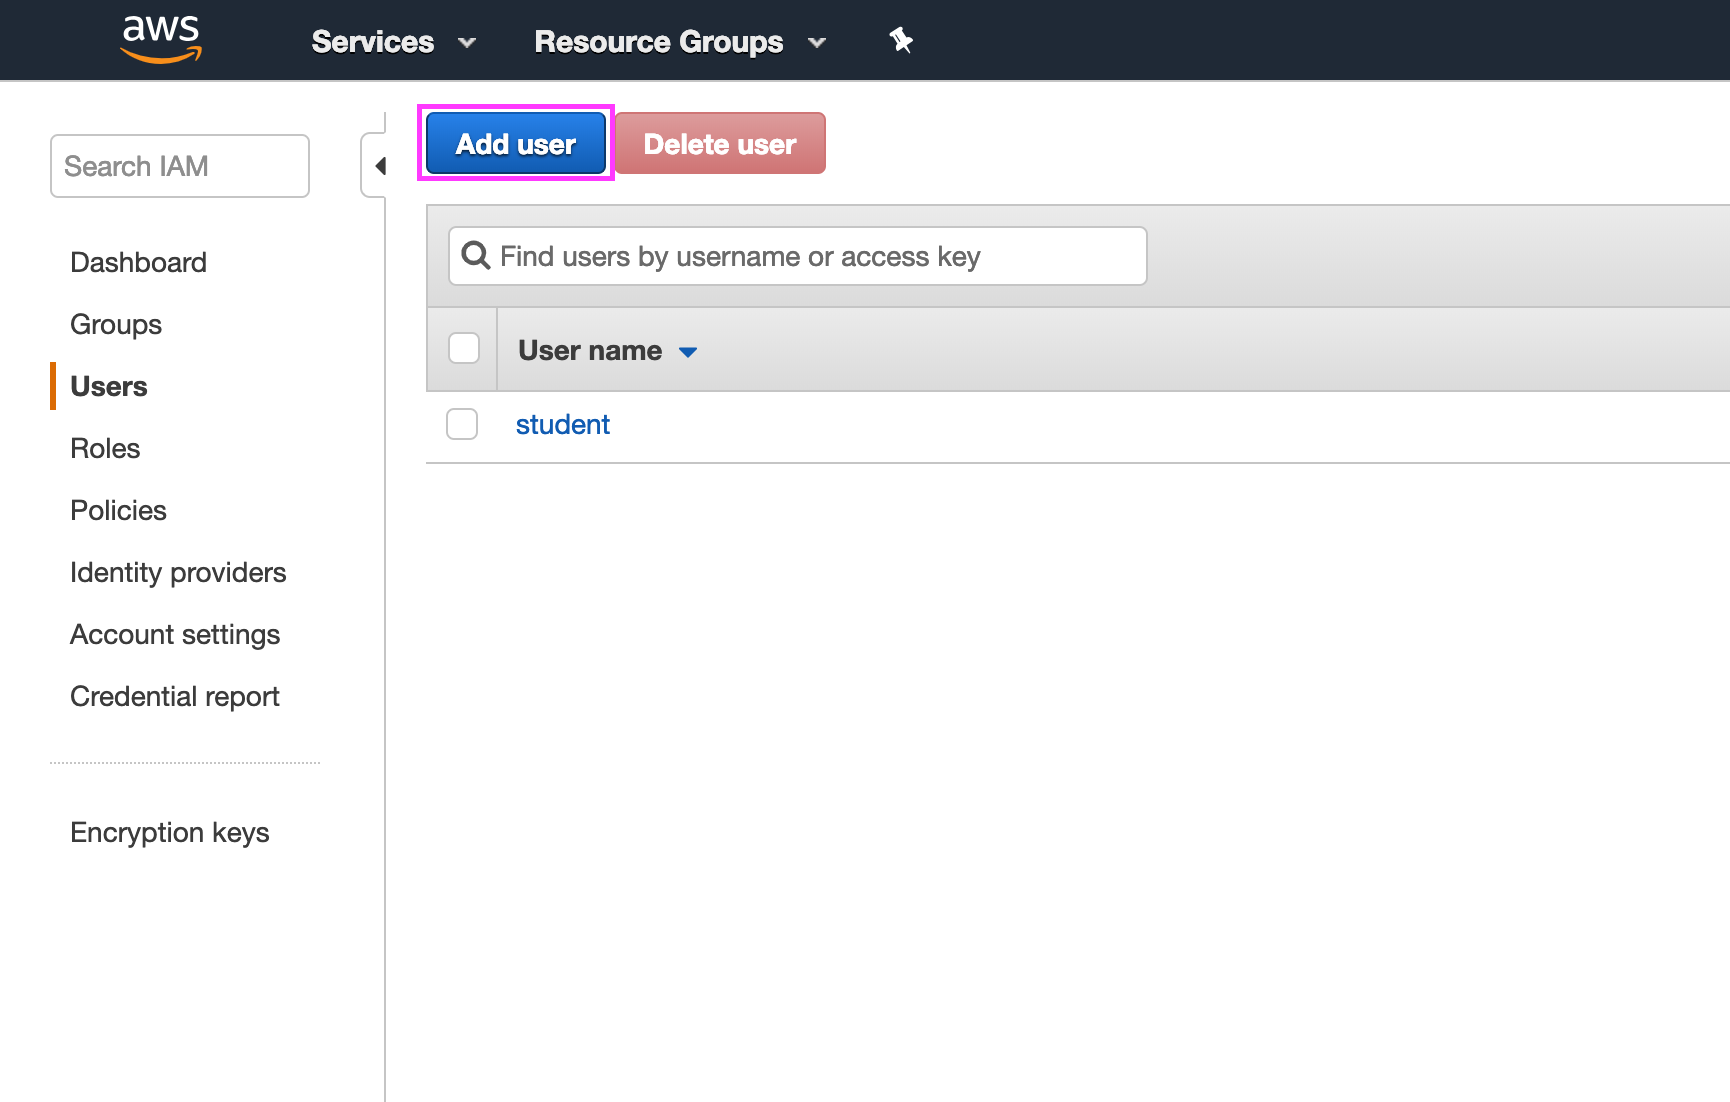 aws
Services
Resource Groups
Search IAM
Dashboard
Groups
Users
Roles
Policies
Identity providers
Account settings
Credential report
Encryption keys
Add user
Delete user
Find users by username or access key
User name
student